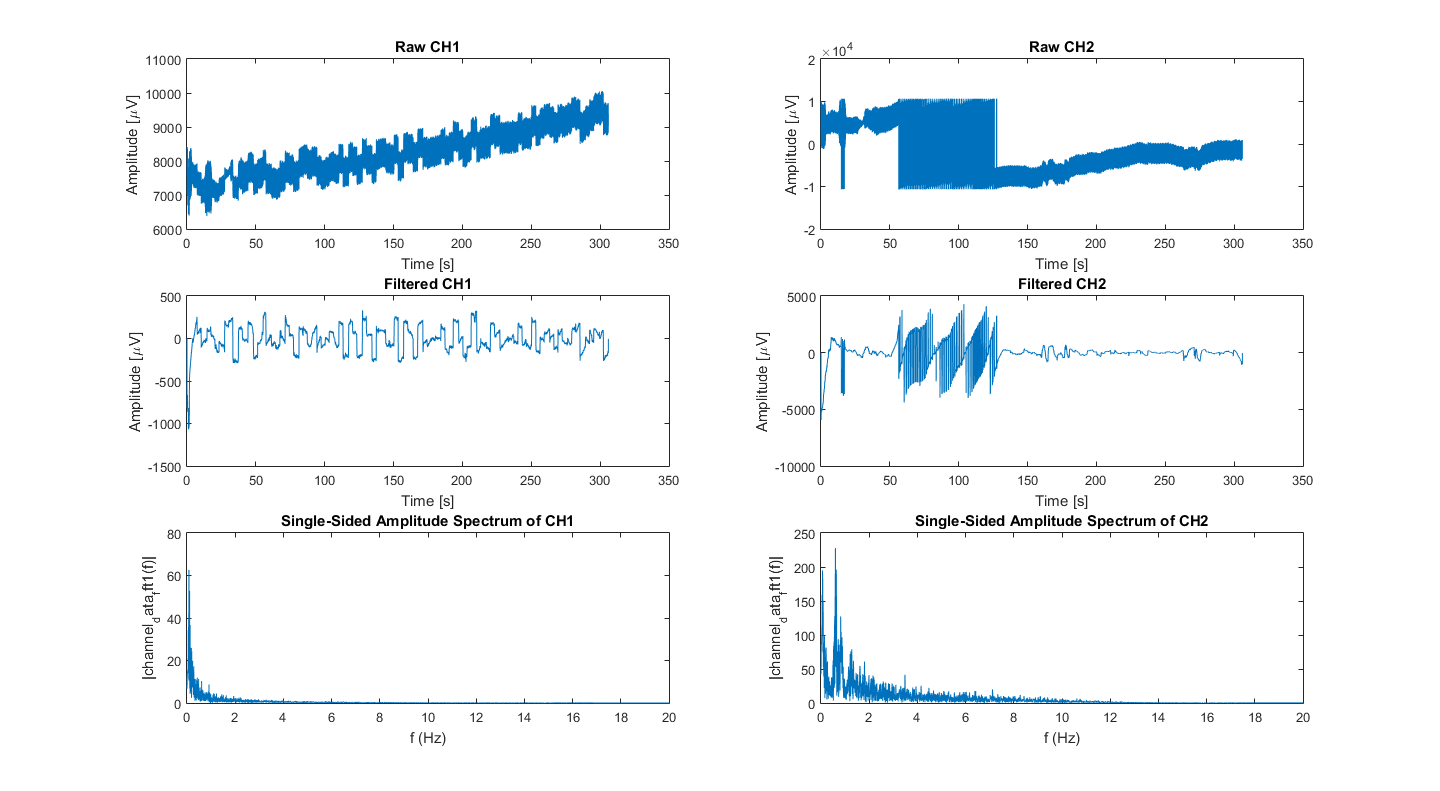 Raw CH1
11000
10000
9000
8000
7000
6000
Amplitude [μV]
0 50 100 150 200 250 300 350
Time [s]
Raw CH2
×10⁴
2
1
0
-1
-2
Amplitude [μV]
0 50 100 150 200 250 300 350
Time [s]
Filtered CH1
500
0
-500
-1000
-1500
Amplitude [μV]
0 50 100 150 200 250 300 350
Time [s]
Filtered CH2
5000
0
-5000
-10000
Amplitude [μV]
0 50 100 150 200 250 300 350
Time [s]
Single-Sided Amplitude Spectrum of CH1
80
60
40
20
0
|channel_data_fft1(f)|
0 2 4 6 8 10 12 14 16 18 20
f (Hz)
Single-Sided Amplitude Spectrum of CH2
250
200
150
100
50
0
|channel_data_fft1(f)|
0 2 4 6 8 10 12 14 16 18 20
f (Hz)